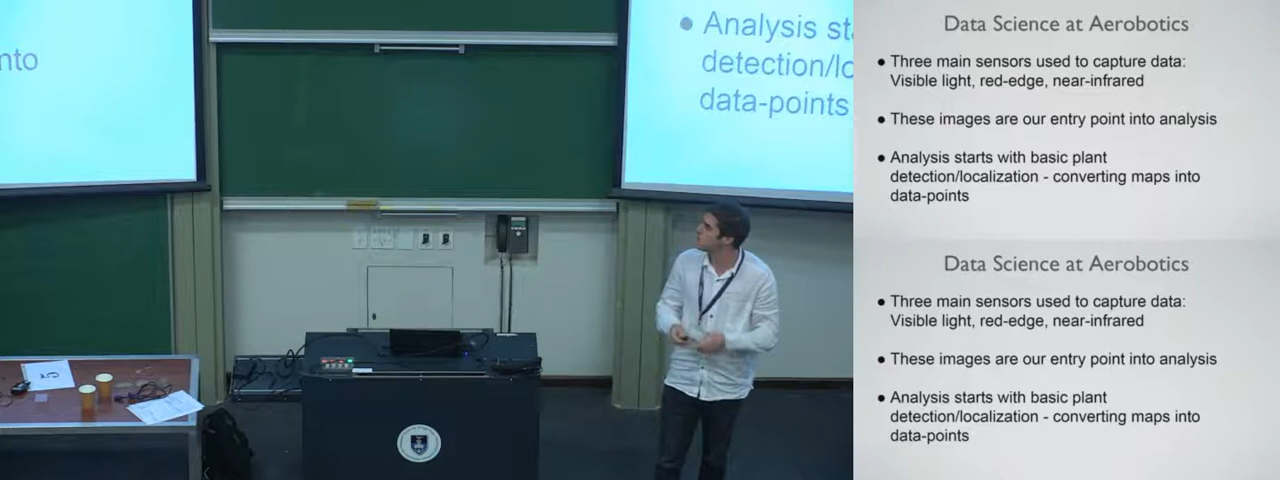 nto
● Analysis st
detection/lo
data-points
Data Science at Aerobotics
● Three main sensors used to capture data:
Visible light, red-edge, near-infrared
● These images are our entry point into analysis
● Analysis starts with basic plant
detection/localization - converting maps into
data-points
Data Science at Aerobotics
● Three main sensors used to capture data:
Visible light, red-edge, near-infrared
● These images are our entry point into analysis
● Analysis starts with basic plant
detection/localization - converting maps into
data-points